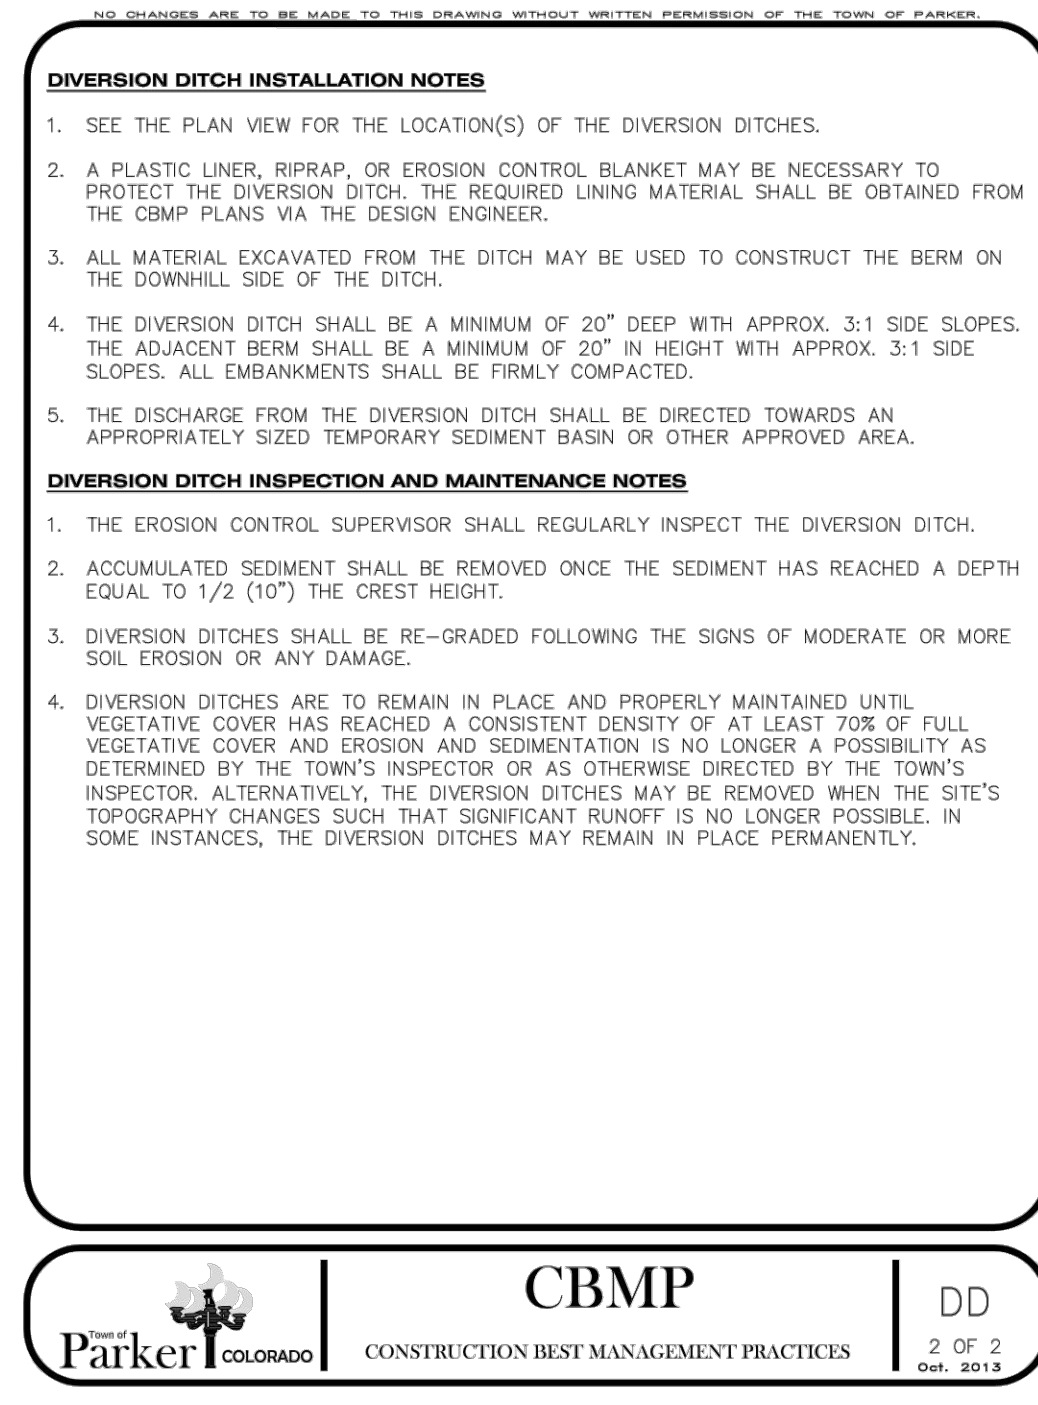 NO CHANGES ARE TO BE MADE TO THIS DRAWING WITHOUT WRITTEN PERMISSION OF THE TOWN OF PARKER.
DIVERSION DITCH INSTALLATION NOTES
1. SEE THE PLAN VIEW FOR THE LOCATION(S) OF THE DIVERSION DITCHES.
2. A PLASTIC LINER, RIPRAP, OR EROSION CONTROL BLANKET MAY BE NECESSARY TO
PROTECT THE DIVERSION DITCH. THE REQUIRED LINING MATERIAL SHALL BE OBTAINED FROM
THE CBMP PLANS VIA THE DESIGN ENGINEER.
3. ALL MATERIAL EXCAVATED FROM THE DITCH MAY BE USED TO CONSTRUCT THE BERM ON
THE DOWNHILL SIDE OF THE DITCH.
4. THE DIVERSION DITCH SHALL BE A MINIMUM OF 20" DEEP WITH APPROX. 3:1 SIDE SLOPES.
THE ADJACENT BERM SHALL BE A MINIMUM OF 20" IN HEIGHT WITH APPROX. 3:1 SIDE
SLOPES. ALL EMBANKMENTS SHALL BE FIRMLY COMPACTED.
5. THE DISCHARGE FROM THE DIVERSION DITCH SHALL BE DIRECTED TOWARDS AN
APPROPRIATELY SIZED TEMPORARY SEDIMENT BASIN OR OTHER APPROVED AREA.
DIVERSION DITCH INSPECTION AND MAINTENANCE NOTES
1. THE EROSION CONTROL SUPERVISOR SHALL REGULARLY INSPECT THE DIVERSION DITCH.
2. ACCUMULATED SEDIMENT SHALL BE REMOVED ONCE THE SEDIMENT HAS REACHED A DEPTH
EQUAL TO 1/2 (10") THE CREST HEIGHT.
3. DIVERSION DITCHES SHALL BE RE-GRADED FOLLOWING THE SIGNS OF MODERATE OR MORE
SOIL EROSION OR ANY DAMAGE.
4. DIVERSION DITCHES ARE TO REMAIN IN PLACE AND PROPERLY MAINTAINED UNTIL
VEGETATIVE COVER HAS REACHED A CONSISTENT DENSITY OF AT LEAST 70% OF FULL
VEGETATIVE COVER AND EROSION AND SEDIMENTATION IS NO LONGER A POSSIBILITY AS
DETERMINED BY THE TOWN'S INSPECTOR OR AS OTHERWISE DIRECTED BY THE TOWN'S
INSPECTOR. ALTERNATIVELY, THE DIVERSION DITCHES MAY BE REMOVED WHEN THE SITE'S
TOPOGRAPHY CHANGES SUCH THAT SIGNIFICANT RUNOFF IS NO LONGER POSSIBLE. IN
SOME INSTANCES, THE DIVERSION DITCHES MAY REMAIN IN PLACE PERMANENTLY.
Town of
Parker COLORADO
CBMP
CONSTRUCTION BEST MANAGEMENT PRACTICES
DD
2 OF 2
Oct. 2013